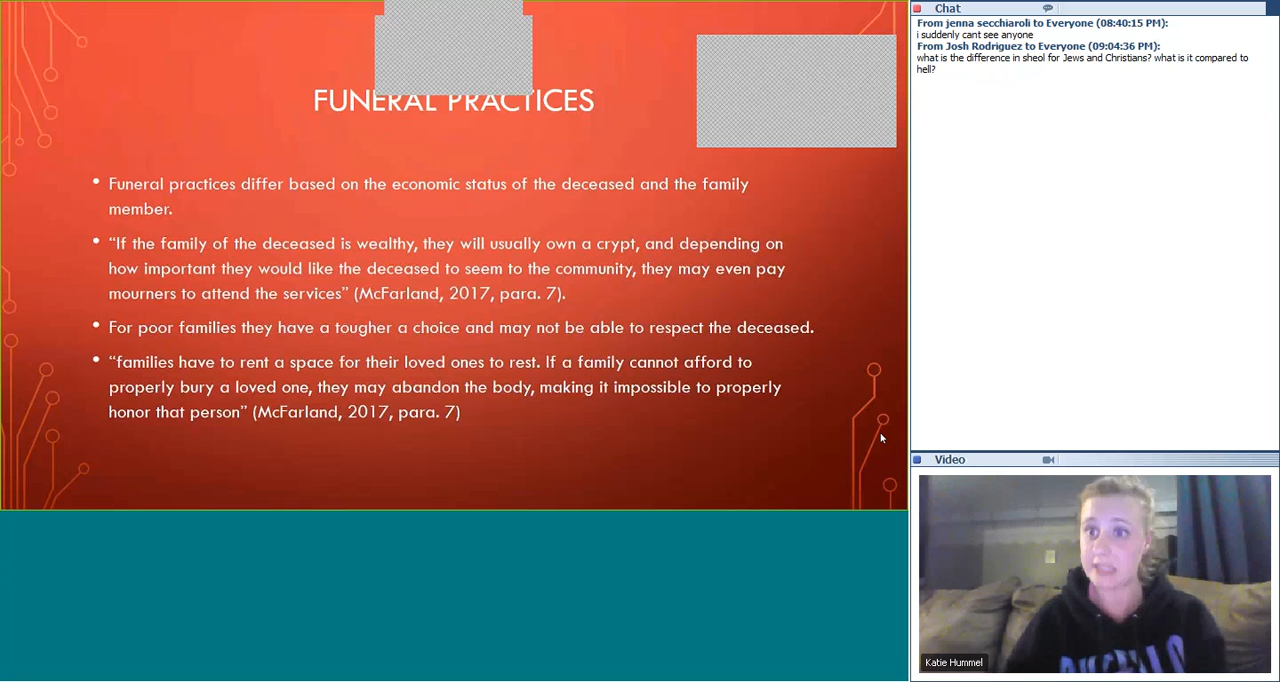 FUNERAL PRACTICES
• Funeral practices differ based on the economic status of the deceased and the family
member.
• “If the family of the deceased is wealthy, they will usually own a crypt, and depending on
how important they would like the deceased to seem to the community, they may even pay
mourners to attend the services” (McFarland, 2017, para. 7).
• For poor families they have a tougher a choice and may not be able to respect the deceased.
• “families have to rent a space for their loved ones to rest. If a family cannot afford to
properly bury a loved one, they may abandon the body, making it impossible to properly
honor that person” (McFarland, 2017, para. 7)
Chat
From jenna secchiaroli to Everyone (08:40:15 PM):
i suddenly cant see anyone
From Josh Rodriguez to Everyone (09:04:36 PM):
what is the difference in sheol for Jews and Christians? what is it compared to
hell?
Video
Katie Hummel